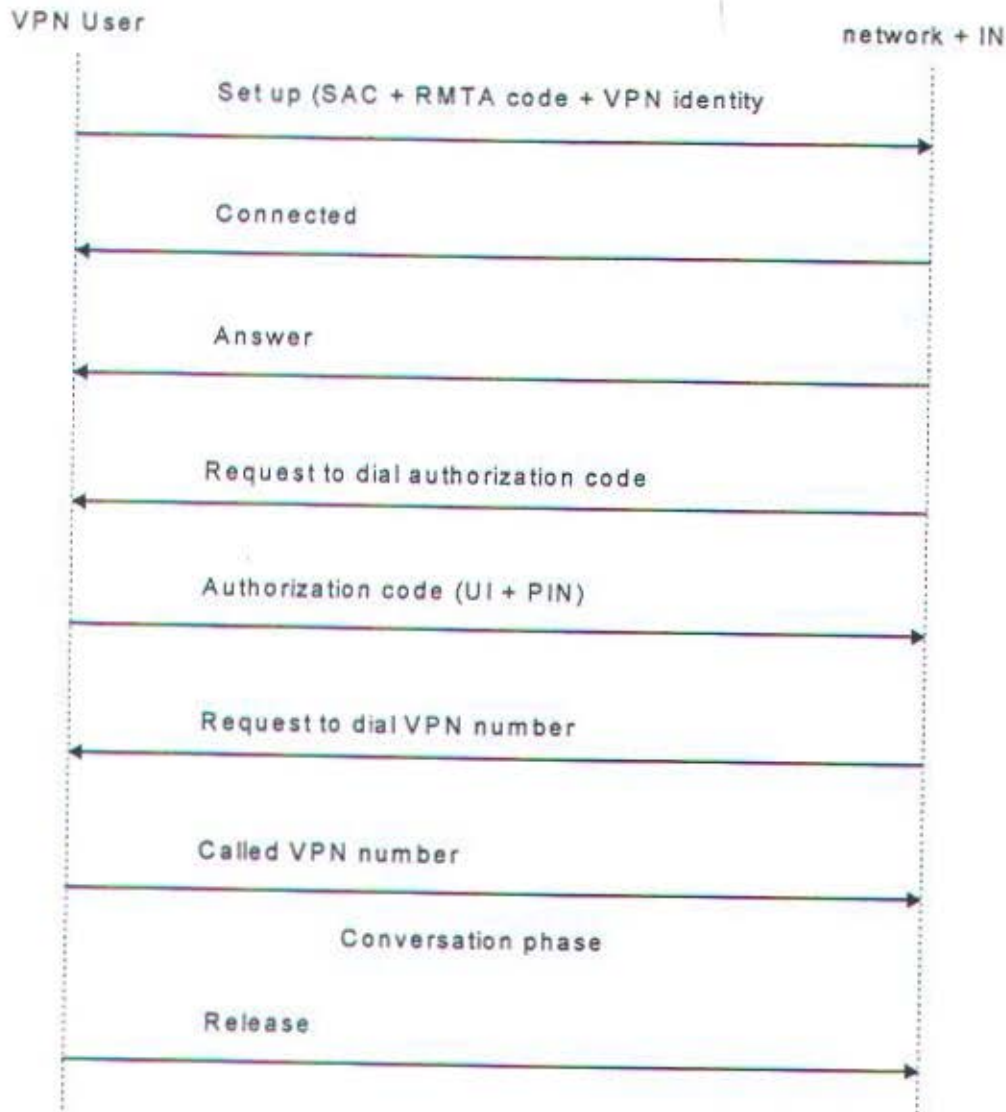 VPN User
network + IN
Set up (SAC + RMTA code + VPN identity
Connected
Answer
Request to dial authorization code
Authorization code (UI + PIN)
Request to dial VPN number
Called VPN number
Conversation phase
Release